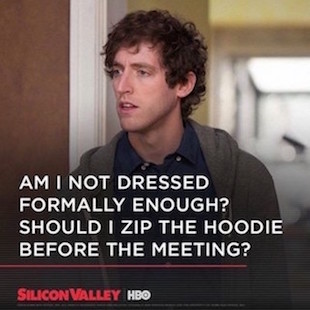 AM I NOT DRESSED
FORMALLY ENOUGH?
SHOULD I ZIP THE HOODIE
BEFORE THE MEETING?
SILICON VALLEY HBO